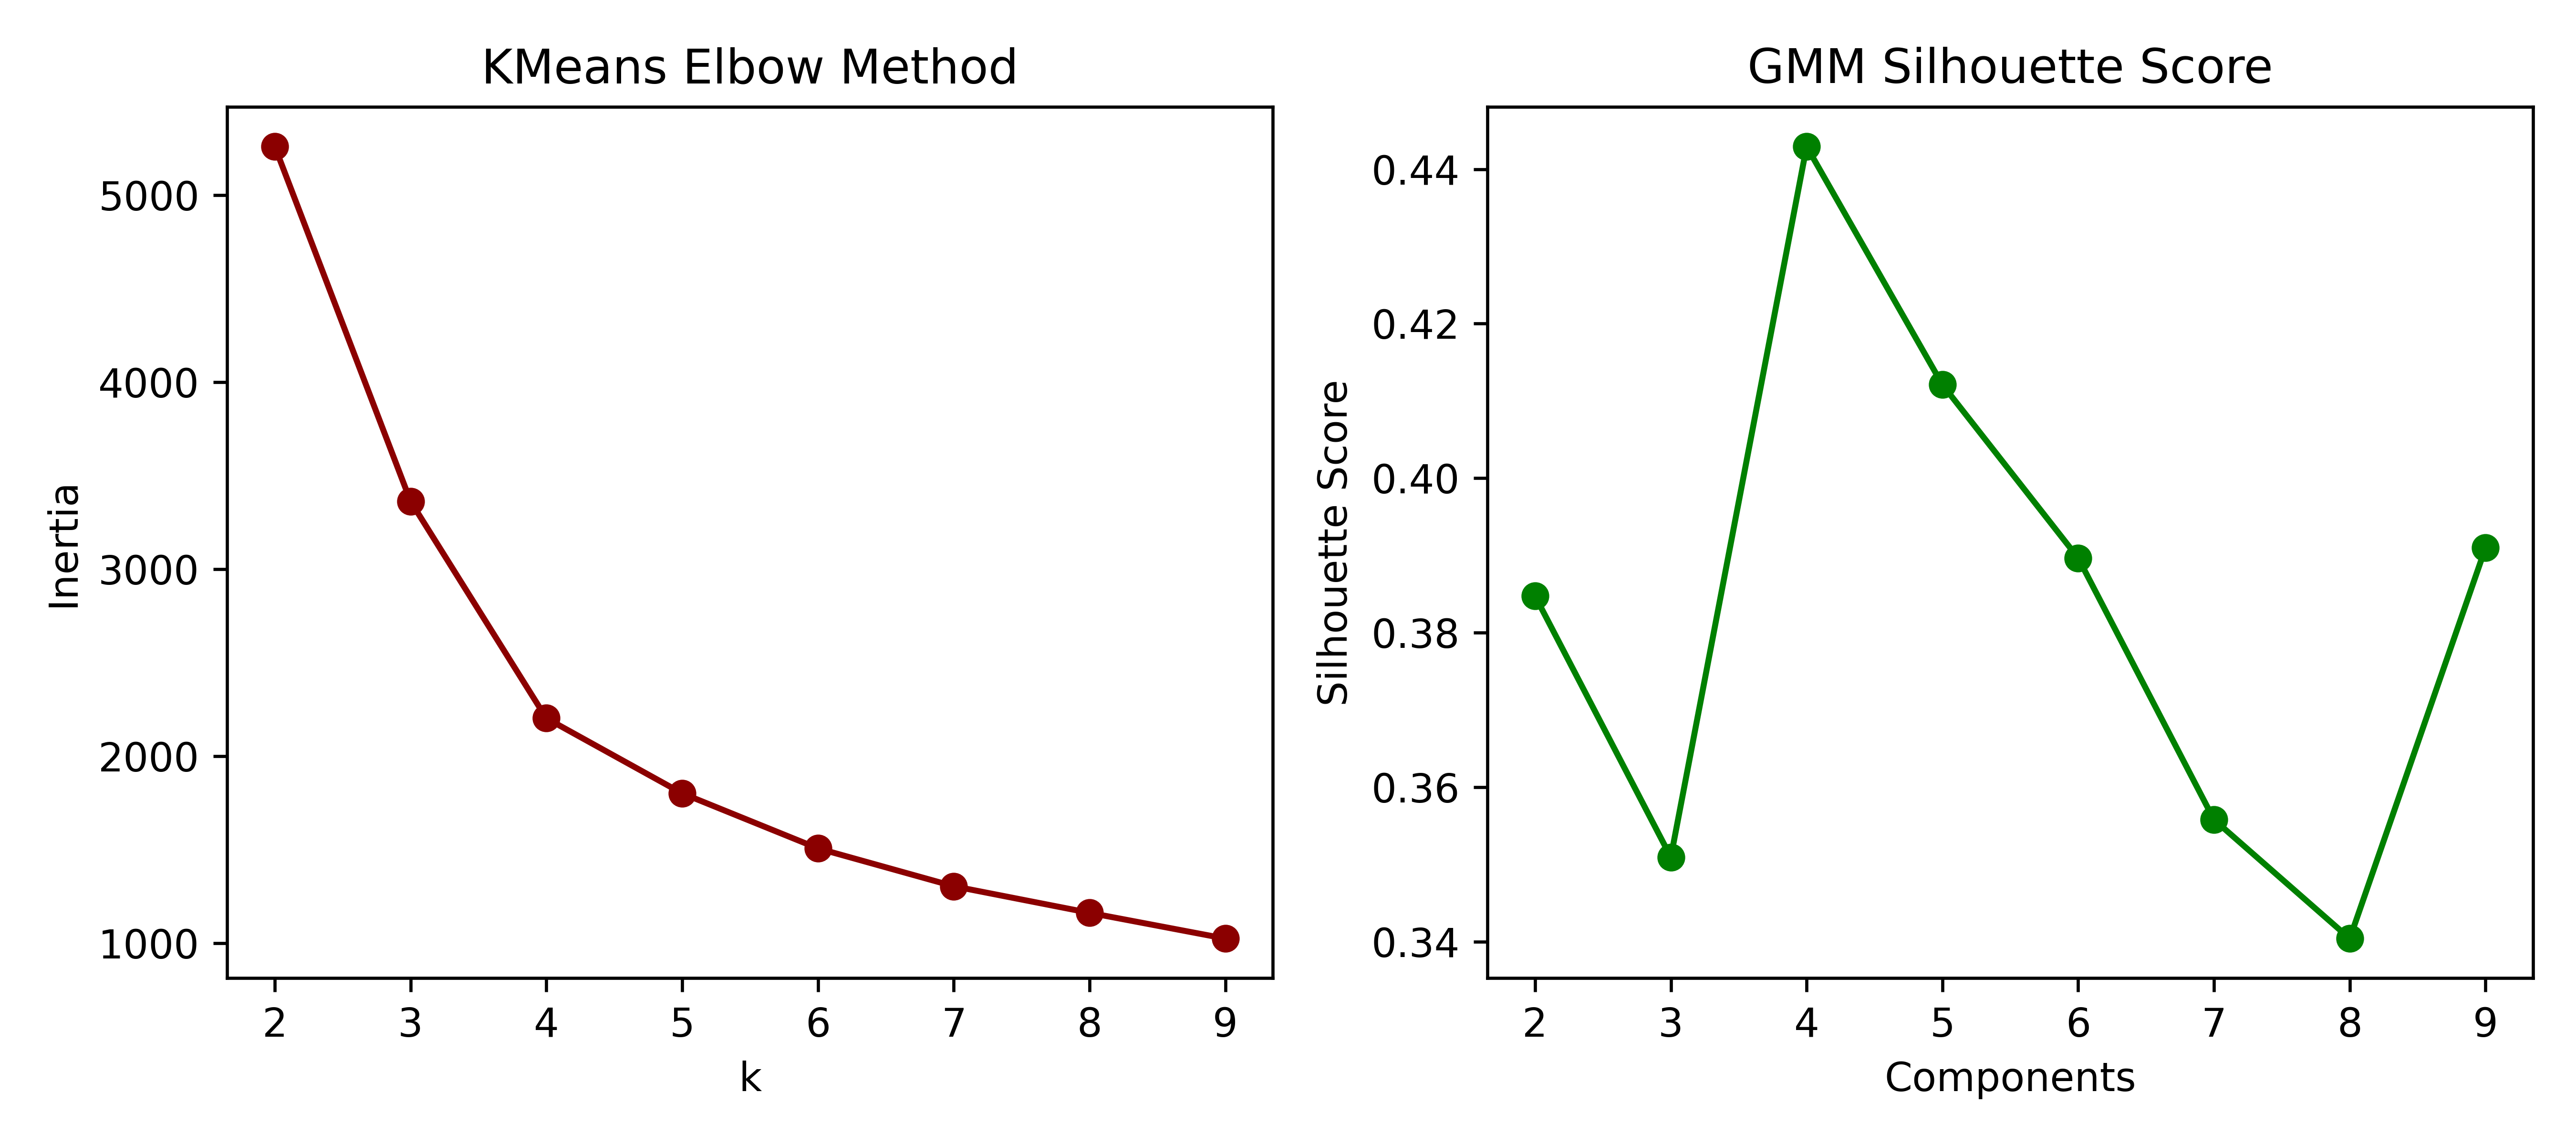 KMeans Elbow Method
Inertia
5000
4000
3000
2000
1000
2 3 4 5 6 7 8 9
k
GMM Silhouette Score
Silhouette Score
0.44
0.42
0.40
0.38
0.36
0.34
2 3 4 5 6 7 8 9
Components